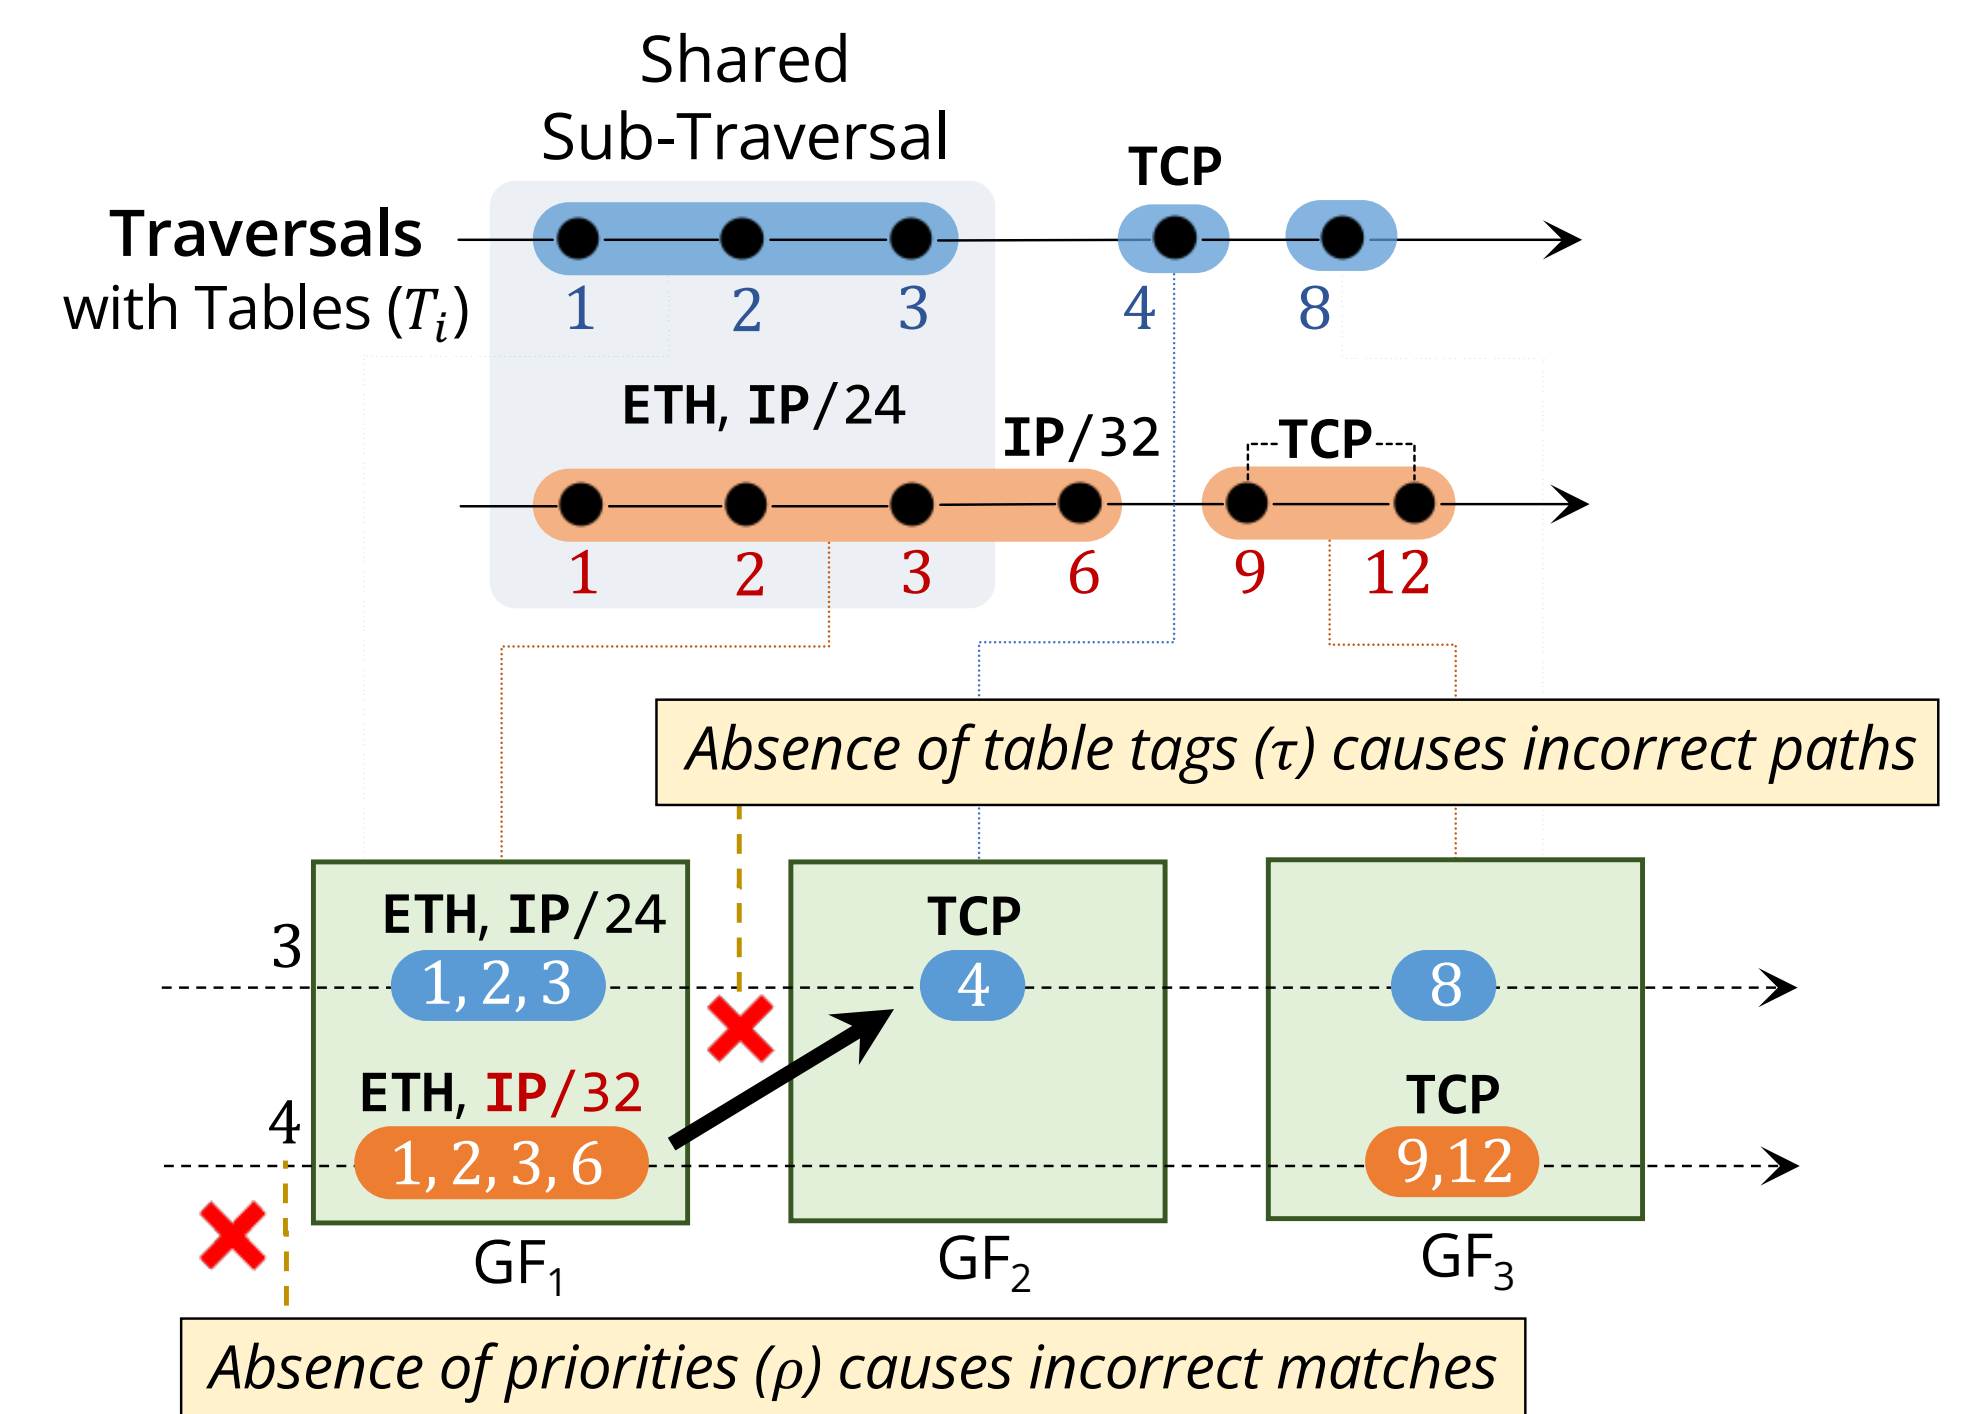 Shared
Sub-Traversal
TCP
Traversals
with Tables (Tᵢ)
1 2 3 4 8
ETH, IP/24
IP/32
TCP
1 2 3 6 9 12
Absence of table tags (τ) causes incorrect paths
ETH, IP/24
TCP
3
1, 2, 3
4
8
ETH, IP/32
TCP
4
1, 2, 3, 6
9,12
GF₁
GF₂
GF₃
Absence of priorities (ρ) causes incorrect matches